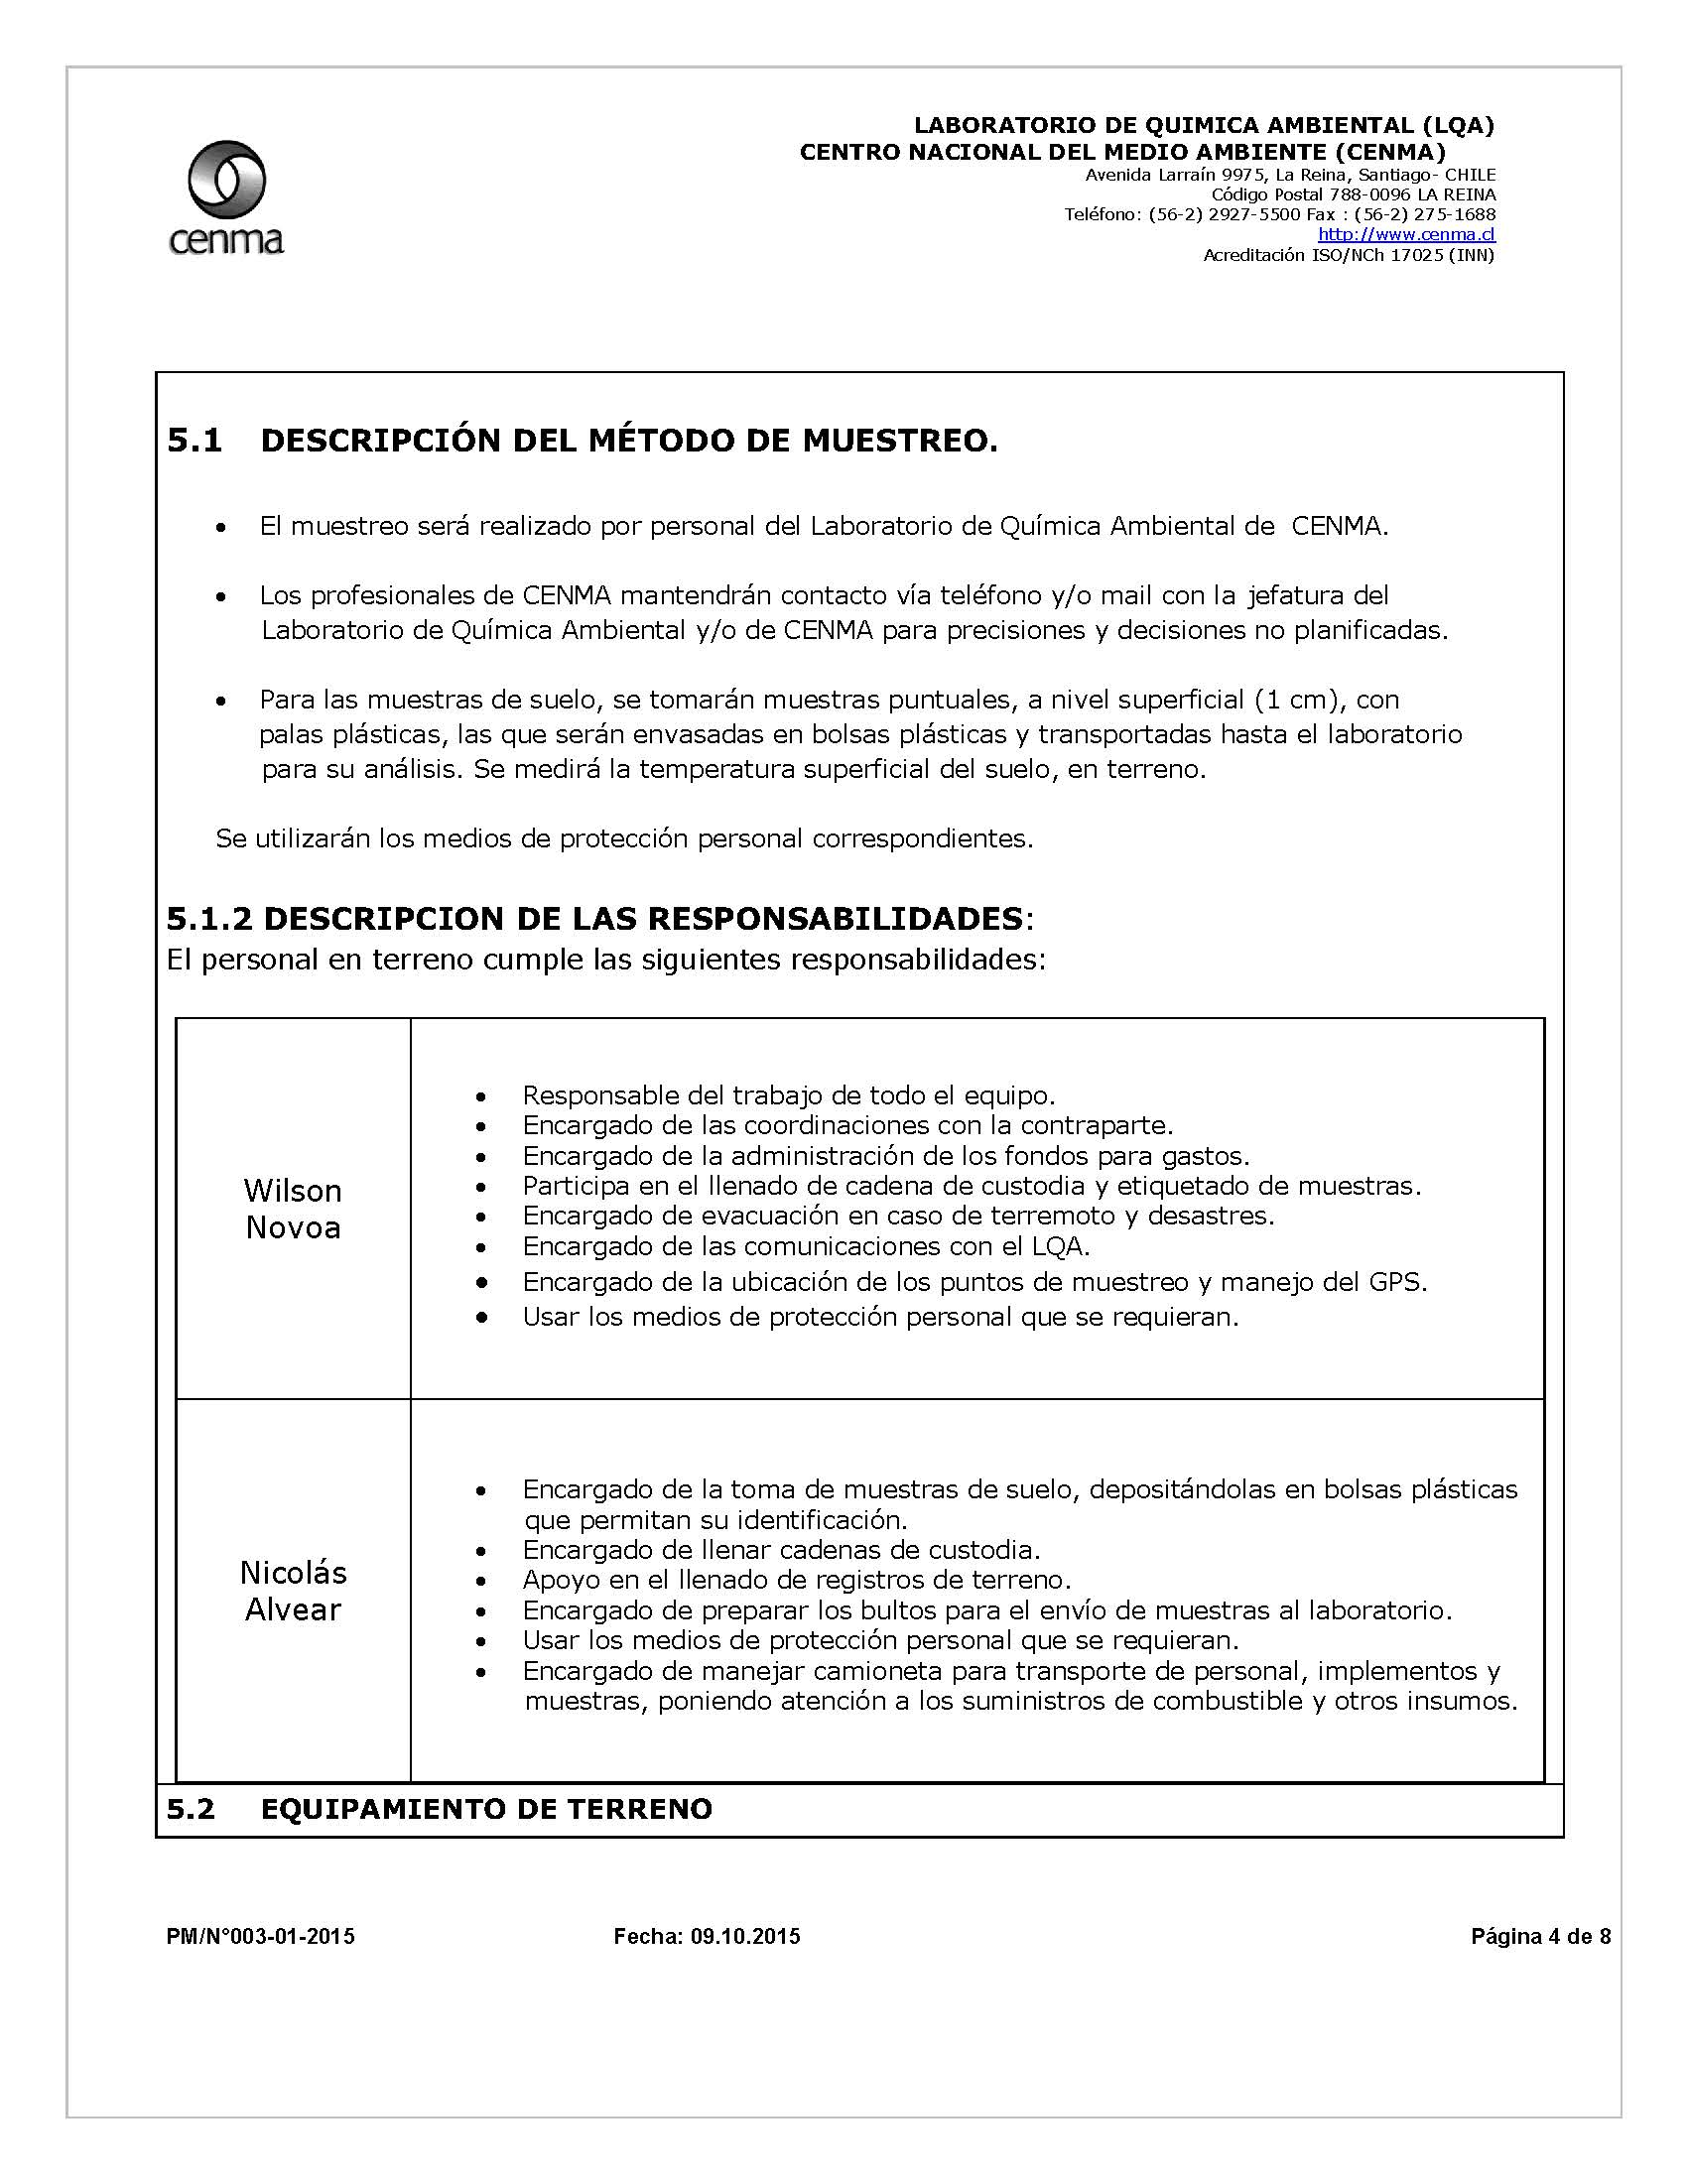 LABORATORIO DE QUIMICA AMBIENTAL (LQA)
CENTRO NACIONAL DEL MEDIO AMBIENTE (CENMA)
Avenida Larraín 9975, La Reina, Santiago- CHILE
Código Postal 788-0096 LA REINA
Teléfono: (56-2) 2927-5500 Fax : (56-2) 275-1688
http://www.cenma.cl
Acreditación ISO/NCh 17025 (INN)
cenma
5.1 DESCRIPCIÓN DEL MÉTODO DE MUESTREO.
• El muestreo será realizado por personal del Laboratorio de Química Ambiental de CENMA.
• Los profesionales de CENMA mantendrán contacto vía teléfono y/o mail con la jefatura del
Laboratorio de Química Ambiental y/o de CENMA para precisiones y decisiones no planificadas.
• Para las muestras de suelo, se tomarán muestras puntuales, a nivel superficial (1 cm), con
palas plásticas, las que serán envasadas en bolsas plásticas y transportadas hasta el laboratorio
para su análisis. Se medirá la temperatura superficial del suelo, en terreno.
Se utilizarán los medios de protección personal correspondientes.
5.1.2 DESCRIPCION DE LAS RESPONSABILIDADES:
El personal en terreno cumple las siguientes responsabilidades:
Wilson
Novoa
• Responsable del trabajo de todo el equipo.
• Encargado de las coordinaciones con la contraparte.
• Encargado de la administración de los fondos para gastos.
• Participa en el llenado de cadena de custodia y etiquetado de muestras.
• Encargado de evacuación en caso de terremoto y desastres.
• Encargado de las comunicaciones con el LQA.
• Encargado de la ubicación de los puntos de muestreo y manejo del GPS.
• Usar los medios de protección personal que se requieran.
Nicolás
Alvear
• Encargado de la toma de muestras de suelo, depositándolas en bolsas plásticas
que permitan su identificación.
• Encargado de llenar cadenas de custodia.
• Apoyo en el llenado de registros de terreno.
• Encargado de preparar los bultos para el envío de muestras al laboratorio.
• Usar los medios de protección personal que se requieran.
• Encargado de manejar camioneta para transporte de personal, implementos y
muestras, poniendo atención a los suministros de combustible y otros insumos.
5.2 EQUIPAMIENTO DE TERRENO
PM/N°003-01-2015 Fecha: 09.10.2015 Página 4 de 8